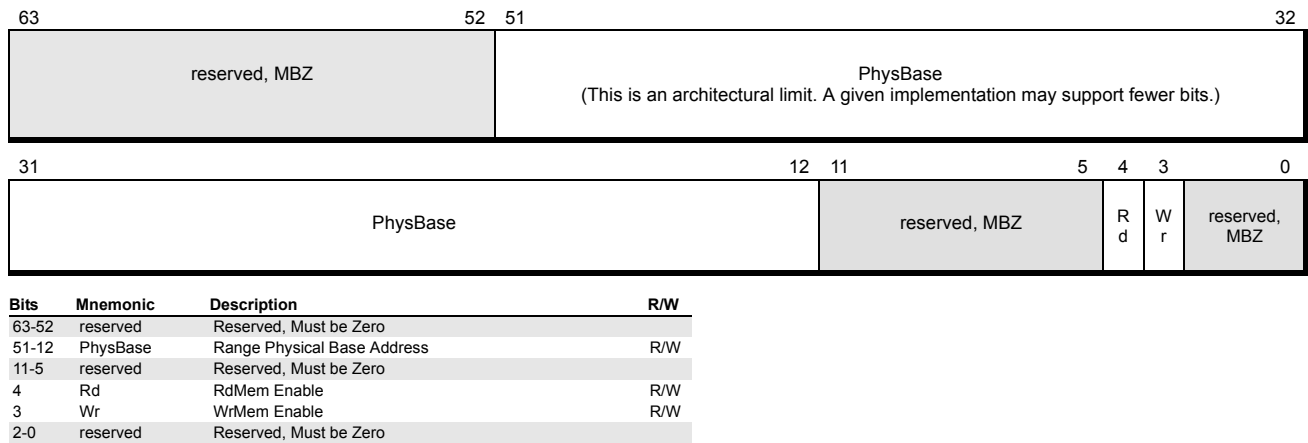 63 52 51 32
reserved, MBZ
PhysBase
(This is an architectural limit. A given implementation may support fewer bits.)
31 12 11 5 4 3 0
PhysBase reserved, MBZ Rd Wr reserved, MBZ
Bits Mnemonic Description R/W
63-52 reserved Reserved, Must be Zero
51-12 PhysBase Range Physical Base Address R/W
11-5 reserved Reserved, Must be Zero
4 Rd RdMem Enable R/W
3 Wr WrMem Enable R/W
2-0 reserved Reserved, Must be Zero